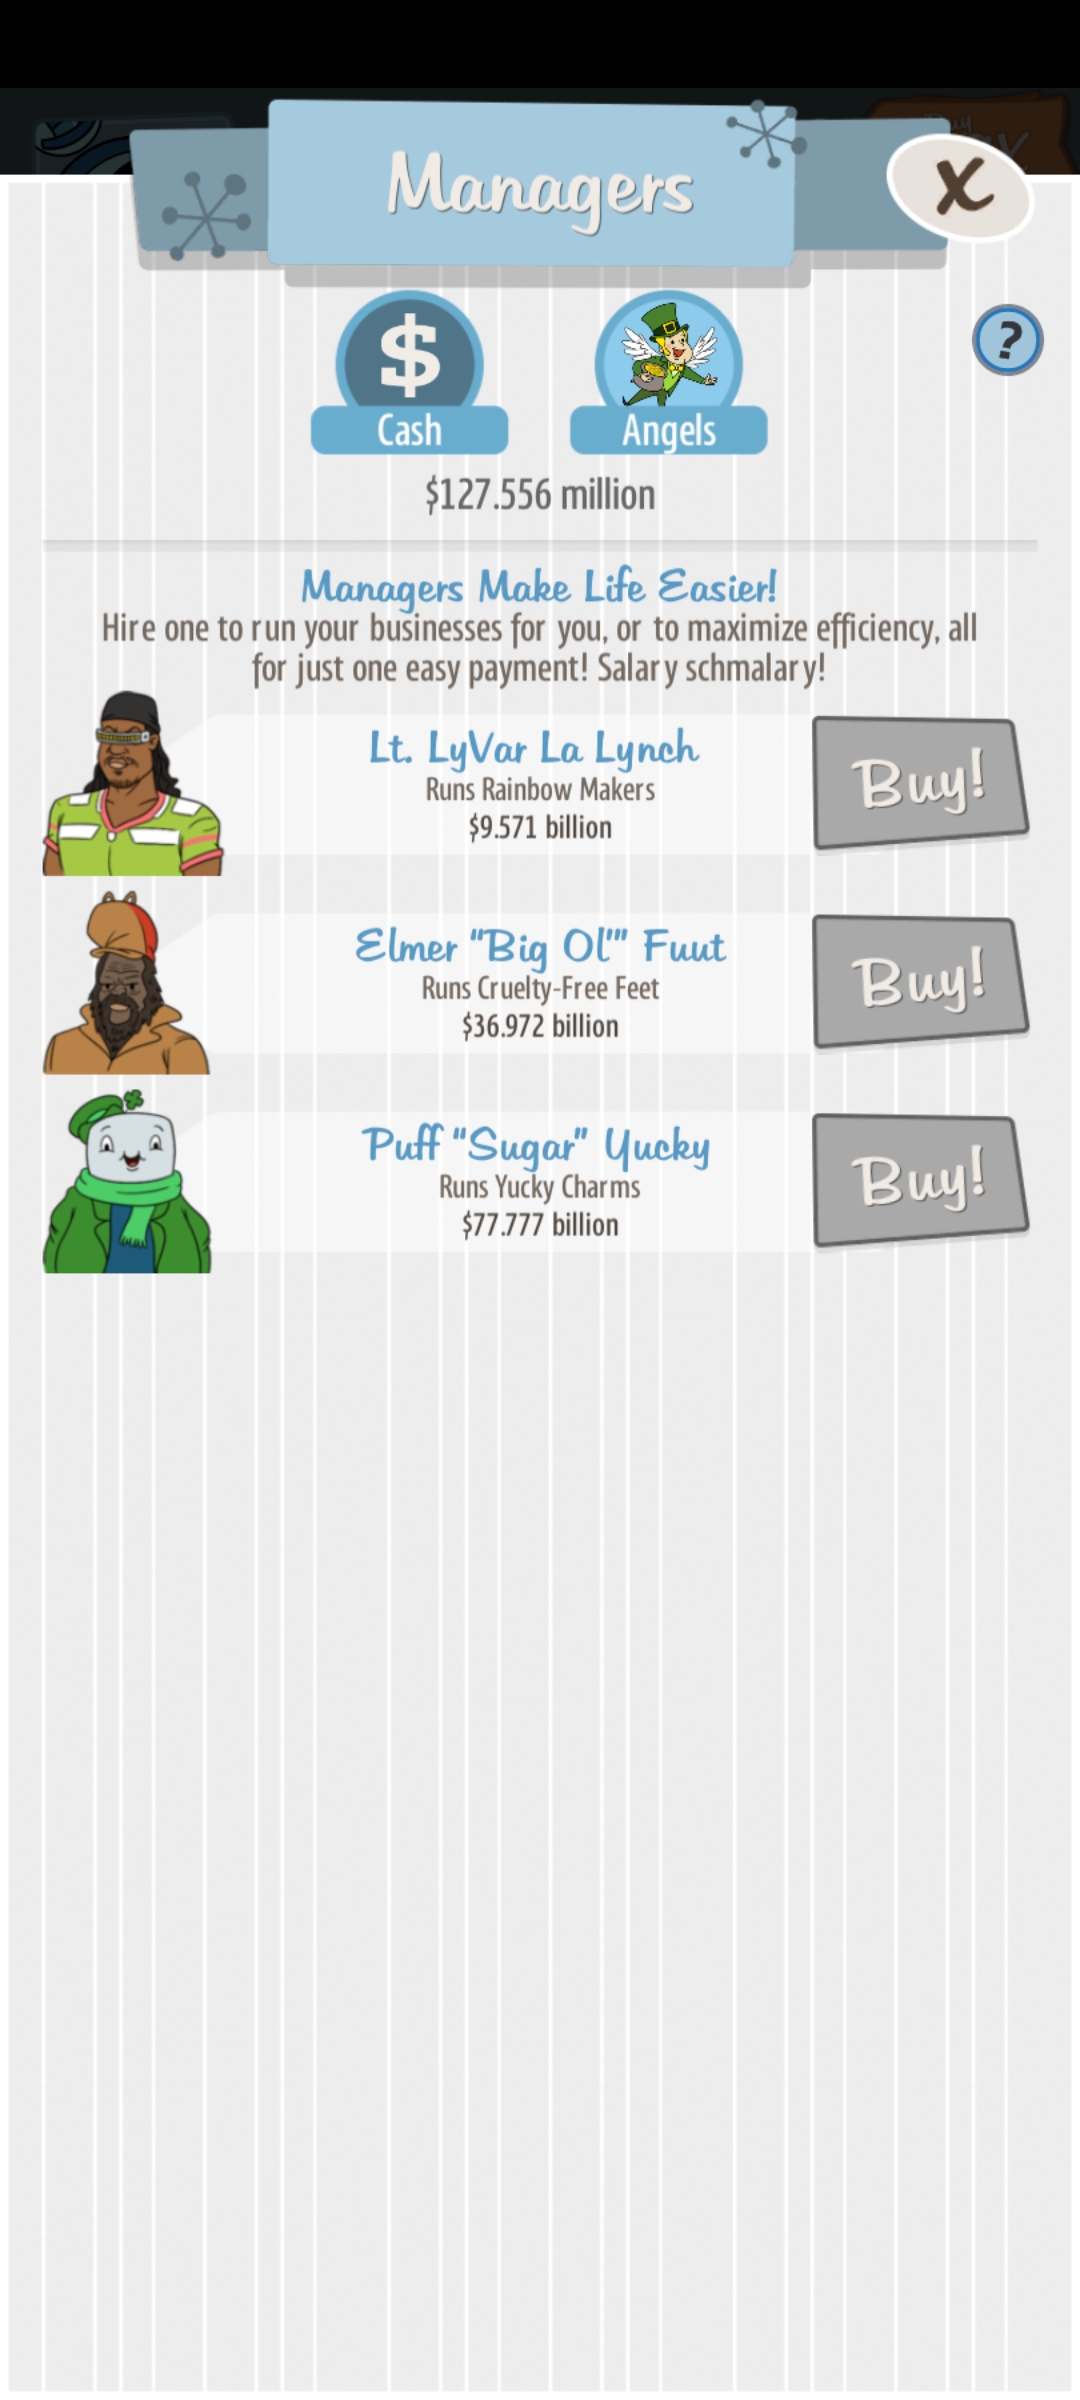 Managers
X
$
?
Cash
Angels
$127.556 million
Managers Make Life Easier!
Hire one to run your businesses for you, or to maximize efficiency, all
for just one easy payment! Salary schmalary!
Lt. LyVar La Lynch
Runs Rainbow Makers
$9.571 billion
Buy!
Elmer "Big Ol'" Fuut
Runs Cruelty-Free Feet
$36.972 billion
Buy!
Puff "Sugar" Yucky
Runs Yucky Charms
$77.777 billion
Buy!